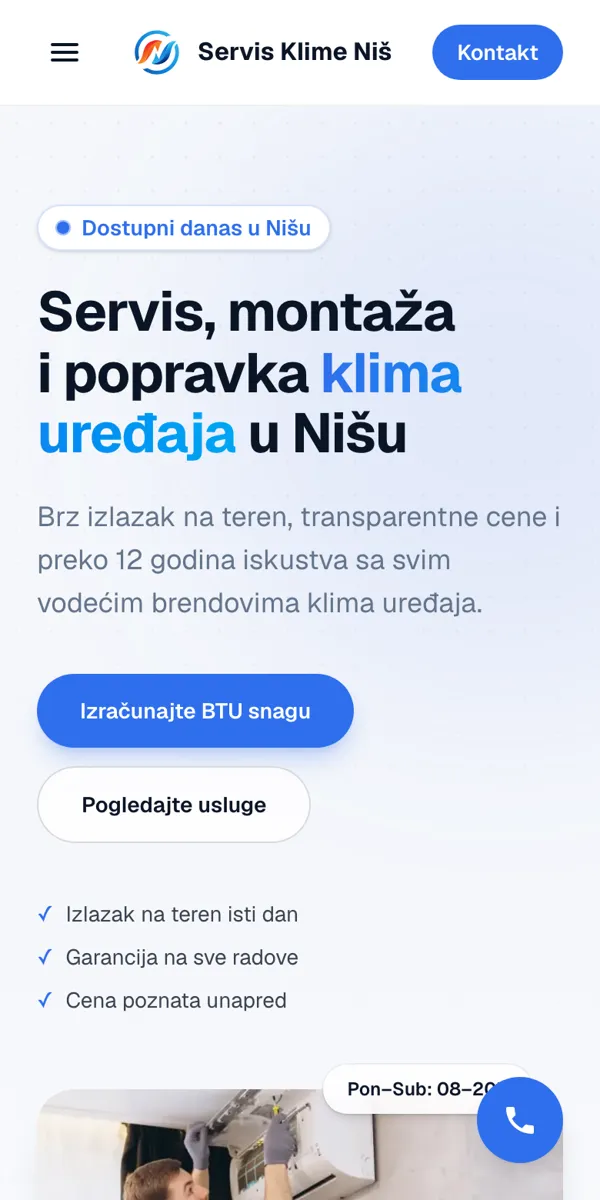 Servis Klime Niš
Kontakt
Dostupni danas u Nišu
Servis, montaža
i popravka klima
uređaja u Nišu
Brz izlazak na teren, transparentne cene i
preko 12 godina iskustva sa svim
vodećim brendovima klima uređaja.
Izračunajte BTU snagu
Pogledajte usluge
✓ Izlazak na teren isti dan
✓ Garancija na sve radove
✓ Cena poznata unapred
Pon–Sub: 08–20